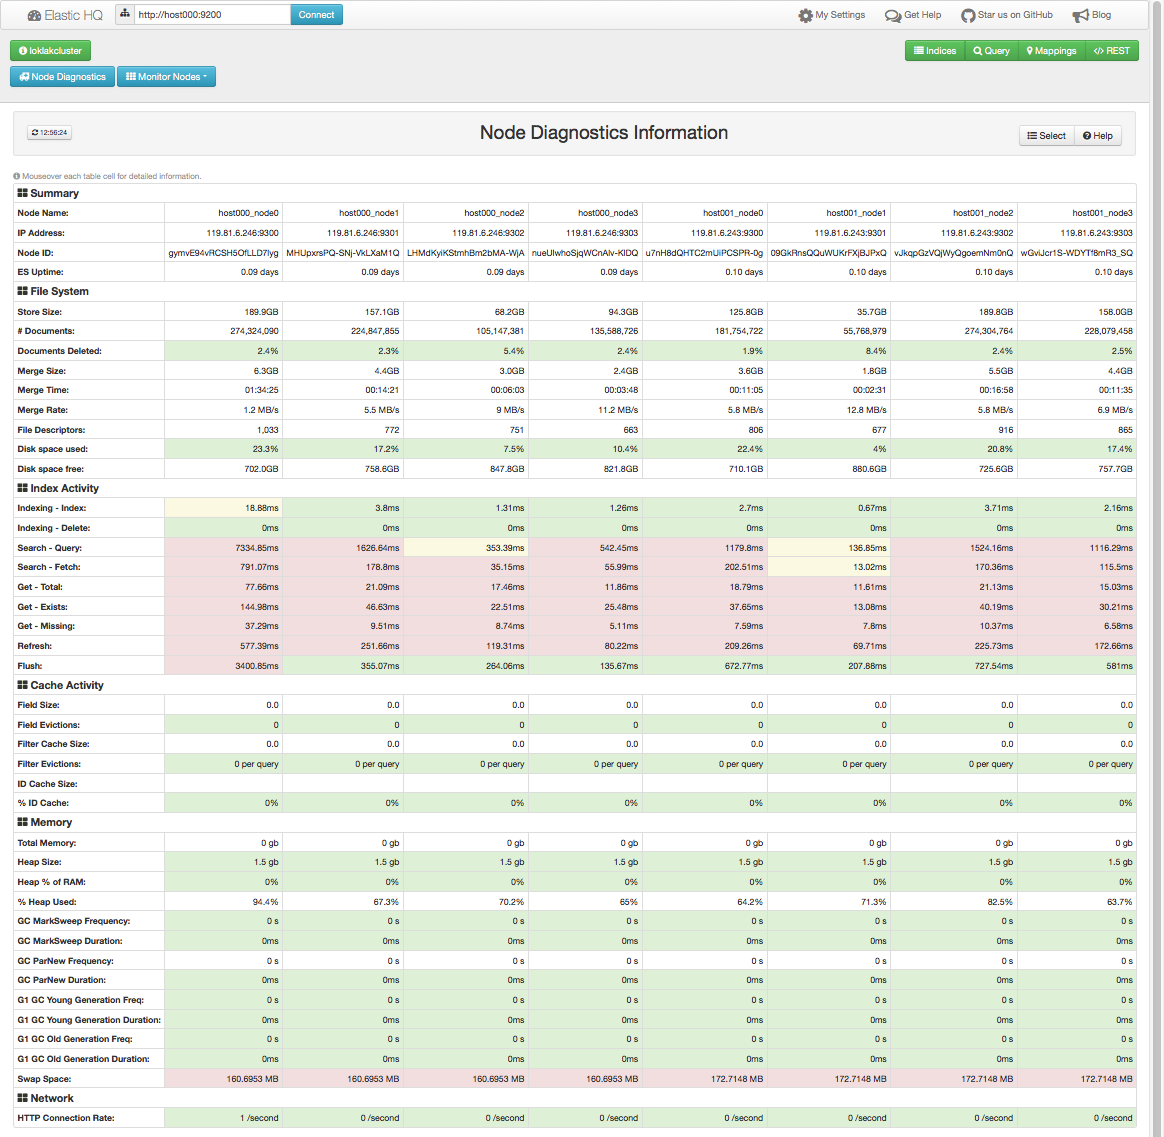 Elastic HQ http://host000:9200 Connect My Settings Get Help Star us on GitHub Blog
loklakcluster Indices Query Mappings REST
Node Diagnostics Monitor Nodes
12:56:24 Node Diagnostics Information Select Help
Mouseover each table cell for detailed information.
Summary
Node Name: host000_node0 host000_node1 host000_node2 host000_node3 host001_node0 host001_node1 host001_node2 host001_node3
IP Address: 119.81.6.246:9300 119.81.6.246:9301 119.81.6.246:9302 119.81.6.246:9303 119.81.6.243:9300 119.81.6.243:9301 119.81.6.243:9302 119.81.6.243:9303
Node ID: gymvE94vRCSH5OfLLD7lyg MHUpxrsPQ-SNj-VkLXaM1Q LHMdKyiKStmhBm2bMA-WjA nueUlwhoSjqWCnAlv-KIDQ u7nH8dQHTC2mUiPCSPR-0g 09GkRnsQQuWUKrFXjBJPxQ vJkqpGzVQjWyQgoemNm0nQ wGviJcr1S-WDYTf8mR3_SQ
ES Uptime: 0.09 days 0.09 days 0.09 days 0.09 days 0.10 days 0.10 days 0.10 days 0.10 days
File System
Store Size: 189.9GB 157.1GB 68.2GB 94.3GB 125.8GB 35.7GB 189.8GB 158.0GB
# Documents: 274,324,090 224,847,855 105,147,381 135,588,726 181,754,722 55,768,979 274,304,764 228,079,458
Documents Deleted: 2.4% 2.3% 5.4% 2.4% 1.9% 8.4% 2.4% 2.5%
Merge Size: 6.3GB 4.4GB 3.0GB 2.4GB 3.6GB 1.8GB 5.5GB 4.4GB
Merge Time: 01:34:25 00:14:21 00:06:03 00:03:48 00:11:05 00:02:31 00:16:58 00:11:35
Merge Rate: 1.2 MB/s 5.5 MB/s 9 MB/s 11.2 MB/s 5.8 MB/s 12.8 MB/s 5.8 MB/s 6.9 MB/s
File Descriptors: 1,033 772 751 663 806 677 916 865
Disk space used: 23.3% 17.2% 7.5% 10.4% 22.4% 4% 20.8% 17.4%
Disk space free: 702.0GB 758.6GB 847.8GB 821.8GB 710.1GB 880.6GB 725.6GB 757.7GB
Index Activity
Indexing - Index: 18.88ms 3.8ms 1.31ms 1.26ms 2.7ms 0.67ms 3.71ms 2.16ms
Indexing - Delete: 0ms 0ms 0ms 0ms 0ms 0ms 0ms 0ms
Search - Query: 7334.85ms 1626.64ms 353.39ms 542.45ms 1179.8ms 136.85ms 1524.16ms 1116.29ms
Search - Fetch: 791.07ms 178.8ms 35.15ms 55.99ms 202.51ms 13.02ms 170.36ms 115.5ms
Get - Total: 77.66ms 21.09ms 17.46ms 11.86ms 18.79ms 11.61ms 21.13ms 15.03ms
Get - Exists: 144.98ms 46.63ms 22.51ms 25.48ms 37.65ms 13.08ms 40.19ms 30.21ms
Get - Missing: 37.29ms 9.51ms 8.74ms 5.11ms 7.59ms 7.8ms 10.37ms 6.58ms
Refresh: 577.39ms 251.66ms 119.31ms 80.22ms 209.26ms 69.71ms 225.73ms 172.66ms
Flush: 3400.85ms 355.07ms 264.06ms 135.67ms 672.77ms 207.88ms 727.54ms 581ms
Cache Activity
Field Size: 0.0 0.0 0.0 0.0 0.0 0.0 0.0 0.0
Field Evictions: 0 0 0 0 0 0 0 0
Filter Cache Size: 0.0 0.0 0.0 0.0 0.0 0.0 0.0 0.0
Filter Evictions: 0 per query 0 per query 0 per query 0 per query 0 per query 0 per query 0 per query 0 per query
ID Cache Size:
% ID Cache: 0% 0% 0% 0% 0% 0% 0% 0%
Memory
Total Memory: 0 gb 0 gb 0 gb 0 gb 0 gb 0 gb 0 gb 0 gb
Heap Size: 1.5 gb 1.5 gb 1.5 gb 1.5 gb 1.5 gb 1.5 gb 1.5 gb 1.5 gb
Heap % of RAM: 0% 0% 0% 0% 0% 0% 0% 0%
% Heap Used: 94.4% 67.3% 70.2% 65% 64.2% 71.3% 82.5% 63.7%
GC MarkSweep Frequency: 0 s 0 s 0 s 0 s 0 s 0 s 0 s 0 s
GC MarkSweep Duration: 0ms 0ms 0ms 0ms 0ms 0ms 0ms 0ms
GC ParNew Frequency: 0 s 0 s 0 s 0 s 0 s 0 s 0 s 0 s
GC ParNew Duration: 0ms 0ms 0ms 0ms 0ms 0ms 0ms 0ms
G1 GC Young Generation Freq: 0 s 0 s 0 s 0 s 0 s 0 s 0 s 0 s
G1 GC Young Generation Duration: 0ms 0ms 0ms 0ms 0ms 0ms 0ms 0ms
G1 GC Old Generation Freq: 0 s 0 s 0 s 0 s 0 s 0 s 0 s 0 s
G1 GC Old Generation Duration: 0ms 0ms 0ms 0ms 0ms 0ms 0ms 0ms
Swap Space: 160.6953 MB 160.6953 MB 160.6953 MB 160.6953 MB 172.7148 MB 172.7148 MB 172.7148 MB 172.7148 MB
Network
HTTP Connection Rate: 1 /second 0 /second 0 /second 0 /second 0 /second 0 /second 0 /second 0 /second